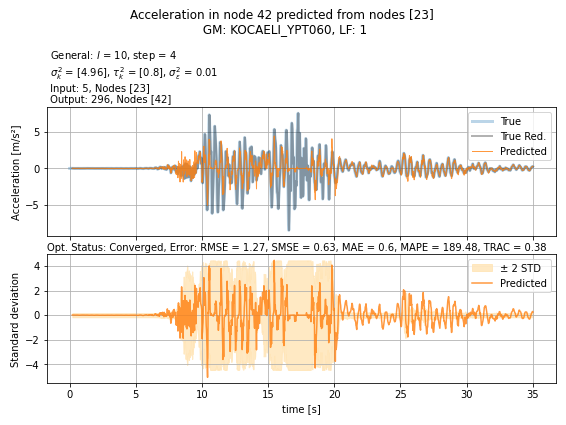 Acceleration in node 42 predicted from nodes [23]
GM: KOCAELI_YPT060, LF: 1
General: l = 10, step = 4
σ²ₖ = [4.96], τ²ₖ = [0.8], σ²ₓ = 0.01
Input: 5, Nodes [23]
Output: 296, Nodes [42]
True
True Red.
Predicted
Acceleration [m/s²]
5
0
−5
Opt. Status: Converged, Error: RMSE = 1.27, SMSE = 0.63, MAE = 0.6, MAPE = 189.48, TRAC = 0.38
± 2 STD
Predicted
Standard deviation
4
2
0
−2
−4
0 5 10 15 20 25 30 35
time [s]